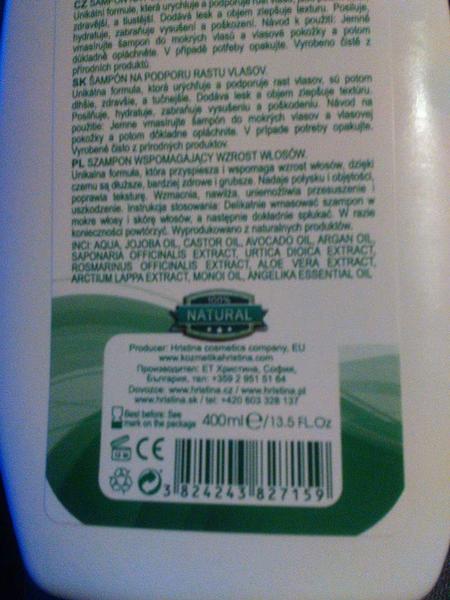 CZ ŠAMPON
Unikátní formule, která urychluje a podporuje růst
zdravější, a tlustější. Dodává lesk a objem zlepšuje texturu. Posiluje,
hydratuje, zabraňuje vysušení a poškození. Návod k použití: Jemně
vmasírujte šampon do mokrých vlasů a vlasové pokožky a potom
důkladně opláchněte. V případě potřeby opakujte. Vyrobeno čistě z
přírodních produktů.
SK ŠAMPÓN NA PODPORU RASTU VLASOV.
Unikátna formula, ktorá urýchľuje a podporuje rast vlasov, sú potom
dlhšie, zdravšie, a tučnejšie. Dodáva lesk a objem zlepšuje textúru.
Posilňuje, hydratuje, zabraňuje vysušeniu a poškodeniu. Návod na
použitie: Jemne vmasírujte šampón do mokrých vlasov a vlasovej
pokožky a potom dôkladne opláchnite. V prípade potreby opakujte.
Vyrobené čisto z prírodných produktov.
PL SZAMPON WSPOMAGAJĄCY WZROST WŁOSÓW.
Unikalna formula, która przyspiesza i wspomaga wzrost włosów, dzięki
czemu są dłuższe, bardziej zdrowe i grubsze. Nadaje połysku i objętości,
poprawia teksturę. Wzmacnia, nawilża, uniemożliwia przesuszenie i
uszkodzenie. Instrukcja stosowania: Delikatnie wmasować szampon w
mokre włosy i skórę włosów, a następnie dokładnie spłukać. W razie
konieczności powtórzyć. Wyprodukowano z naturalnych produktów.
INCI: AQUA, JOJOBA OIL, CASTOR OIL, AVOCADO OIL, ARGAN OIL,
SAPONARIA OFFICINALIS EXTRACT, URTICA DIOICA EXTRACT,
ROSMARINUS OFFICINALIS EXTRACT, ALOE VERA EXTRACT,
ARCTIUM LAPPA EXTRACT, MONOI OIL, ANGELIKA ESSENTIAL OIL
100%
NATURAL
Producer: Hristina cosmetics company, EU
www.kozmetikahristina.com
Производител: ЕТ Христина, София,
България, тел: +359 2 951 51 64
Dovozce: www.hristina.cz / www.hristina.pl
www.hristina.sk / tel: +420 603 328 137
Best before: See
mark on the package
400ml ℮/13.5 FL.Oz
CE
3 824243 827159